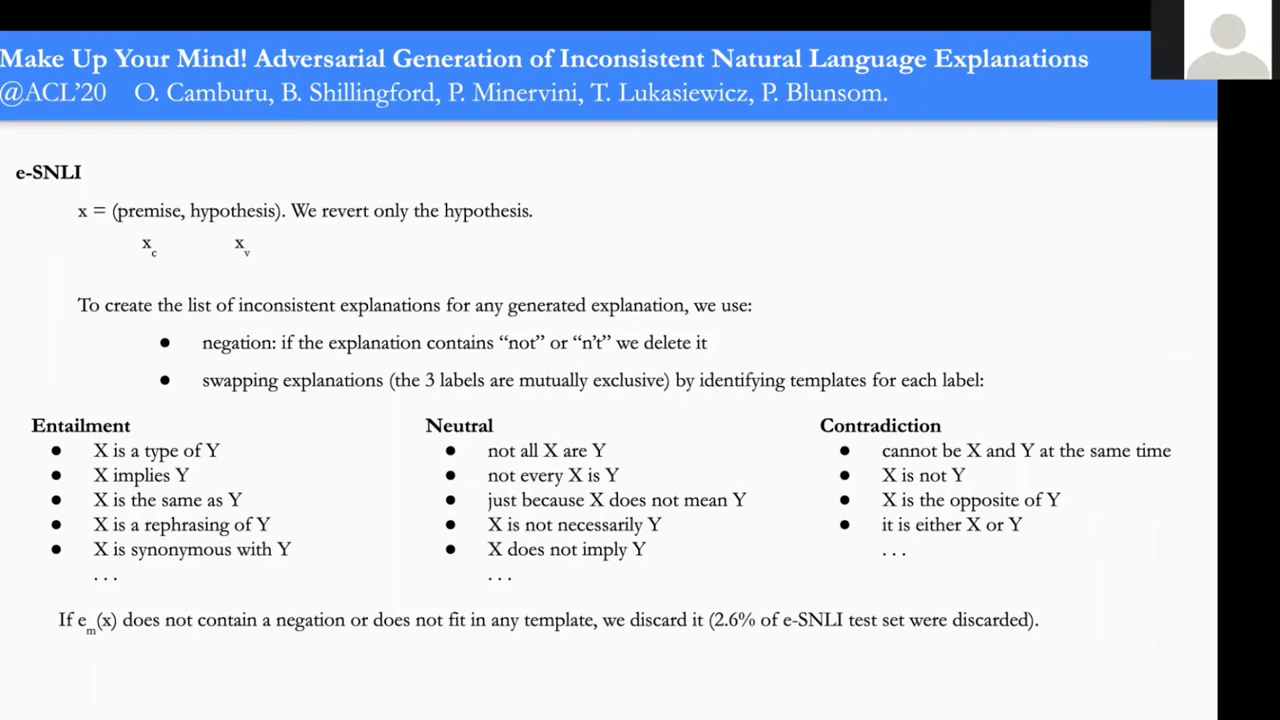 Make Up Your Mind! Adversarial Generation of Inconsistent Natural Language Explanations
@ACL'20 O. Camburu, B. Shillingford, P. Minervini, T. Lukasiewicz, P. Blunsom.
e-SNLI
x = (premise, hypothesis). We revert only the hypothesis.
x_c x_v
To create the list of inconsistent explanations for any generated explanation, we use:
● negation: if the explanation contains “not” or “n’t” we delete it
● swapping explanations (the 3 labels are mutually exclusive) by identifying templates for each label:
Entailment
● X is a type of Y
● X implies Y
● X is the same as Y
● X is a rephrasing of Y
● X is synonymous with Y
. . .
Neutral
● not all X are Y
● not every X is Y
● just because X does not mean Y
● X is not necessarily Y
● X does not imply Y
. . .
Contradiction
● cannot be X and Y at the same time
● X is not Y
● X is the opposite of Y
● it is either X or Y
. . .
If e_m(x) does not contain a negation or does not fit in any template, we discard it (2.6% of e-SNLI test set were discarded).